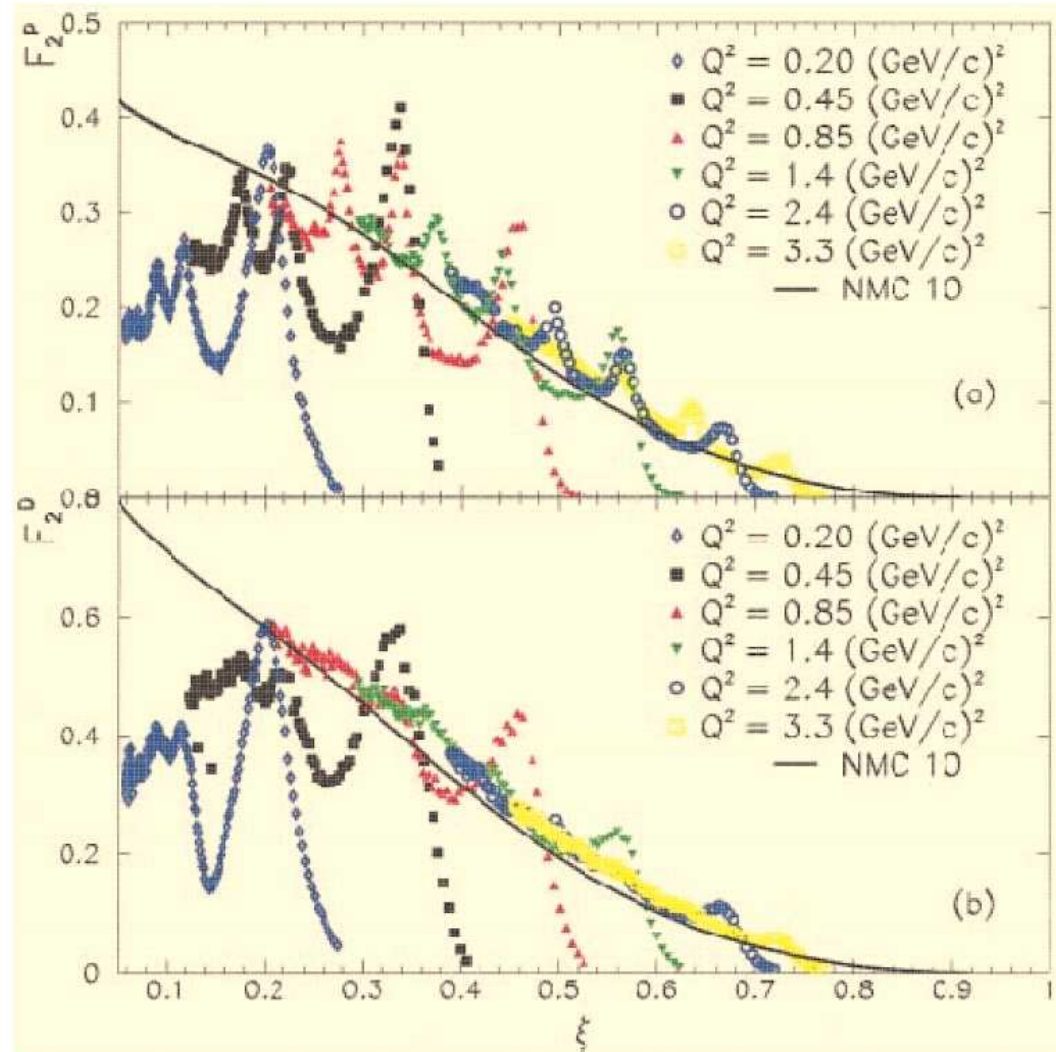 F₂ᴾ
0.5
0.4
0.3
0.2
0.1
0.8
Q² = 0.20 (GeV/c)²
Q² = 0.45 (GeV/c)²
Q² = 0.85 (GeV/c)²
Q² = 1.4 (GeV/c)²
Q² = 2.4 (GeV/c)²
Q² = 3.3 (GeV/c)²
NMC 10
(a)
F₂ᴰ
0.6
0.4
0.2
0
Q² = 0.20 (GeV/c)²
Q² = 0.45 (GeV/c)²
Q² = 0.85 (GeV/c)²
Q² = 1.4 (GeV/c)²
Q² = 2.4 (GeV/c)²
Q² = 3.3 (GeV/c)²
NMC 10
(b)
0.1 0.2 0.3 0.4 0.5 0.6 0.7 0.8 0.9 1
ξ